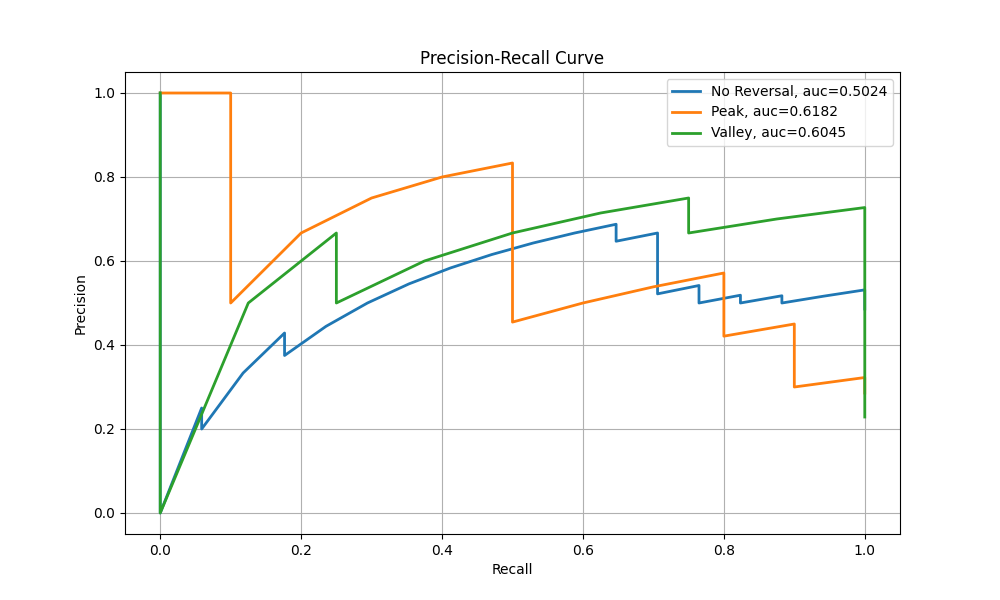 Precision-Recall Curve
No Reversal, auc=0.5024
Peak, auc=0.6182
Valley, auc=0.6045
1.0
0.8
0.6
0.4
0.2
0.0
Precision
0.0 0.2 0.4 0.6 0.8 1.0
Recall